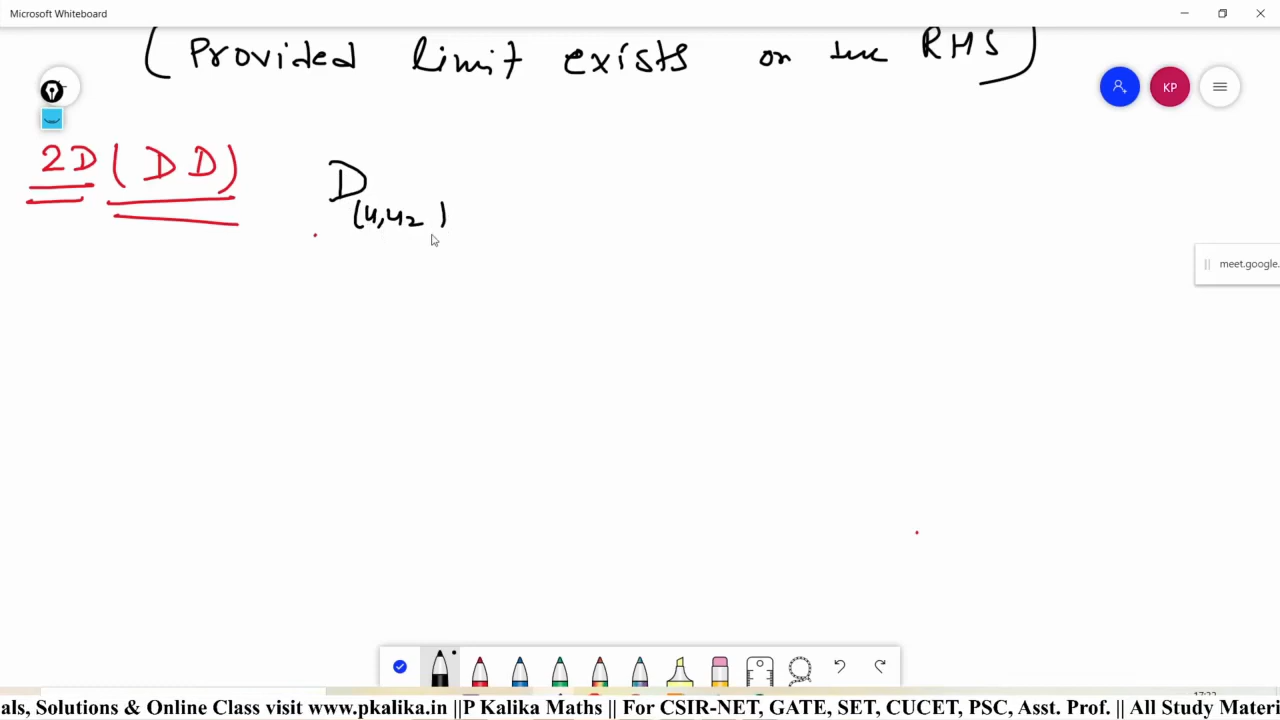 Microsoft Whiteboard
(Provided limit exists on the RHS)
KP
2D (DD) D(u1,u2)
meet.google.
als, Solutions & Online Class visit www.pkalika.in ||P Kalika Maths || For CSIR-NET, GATE, SET, CUCET, PSC, Asst. Prof. || All Study Materi